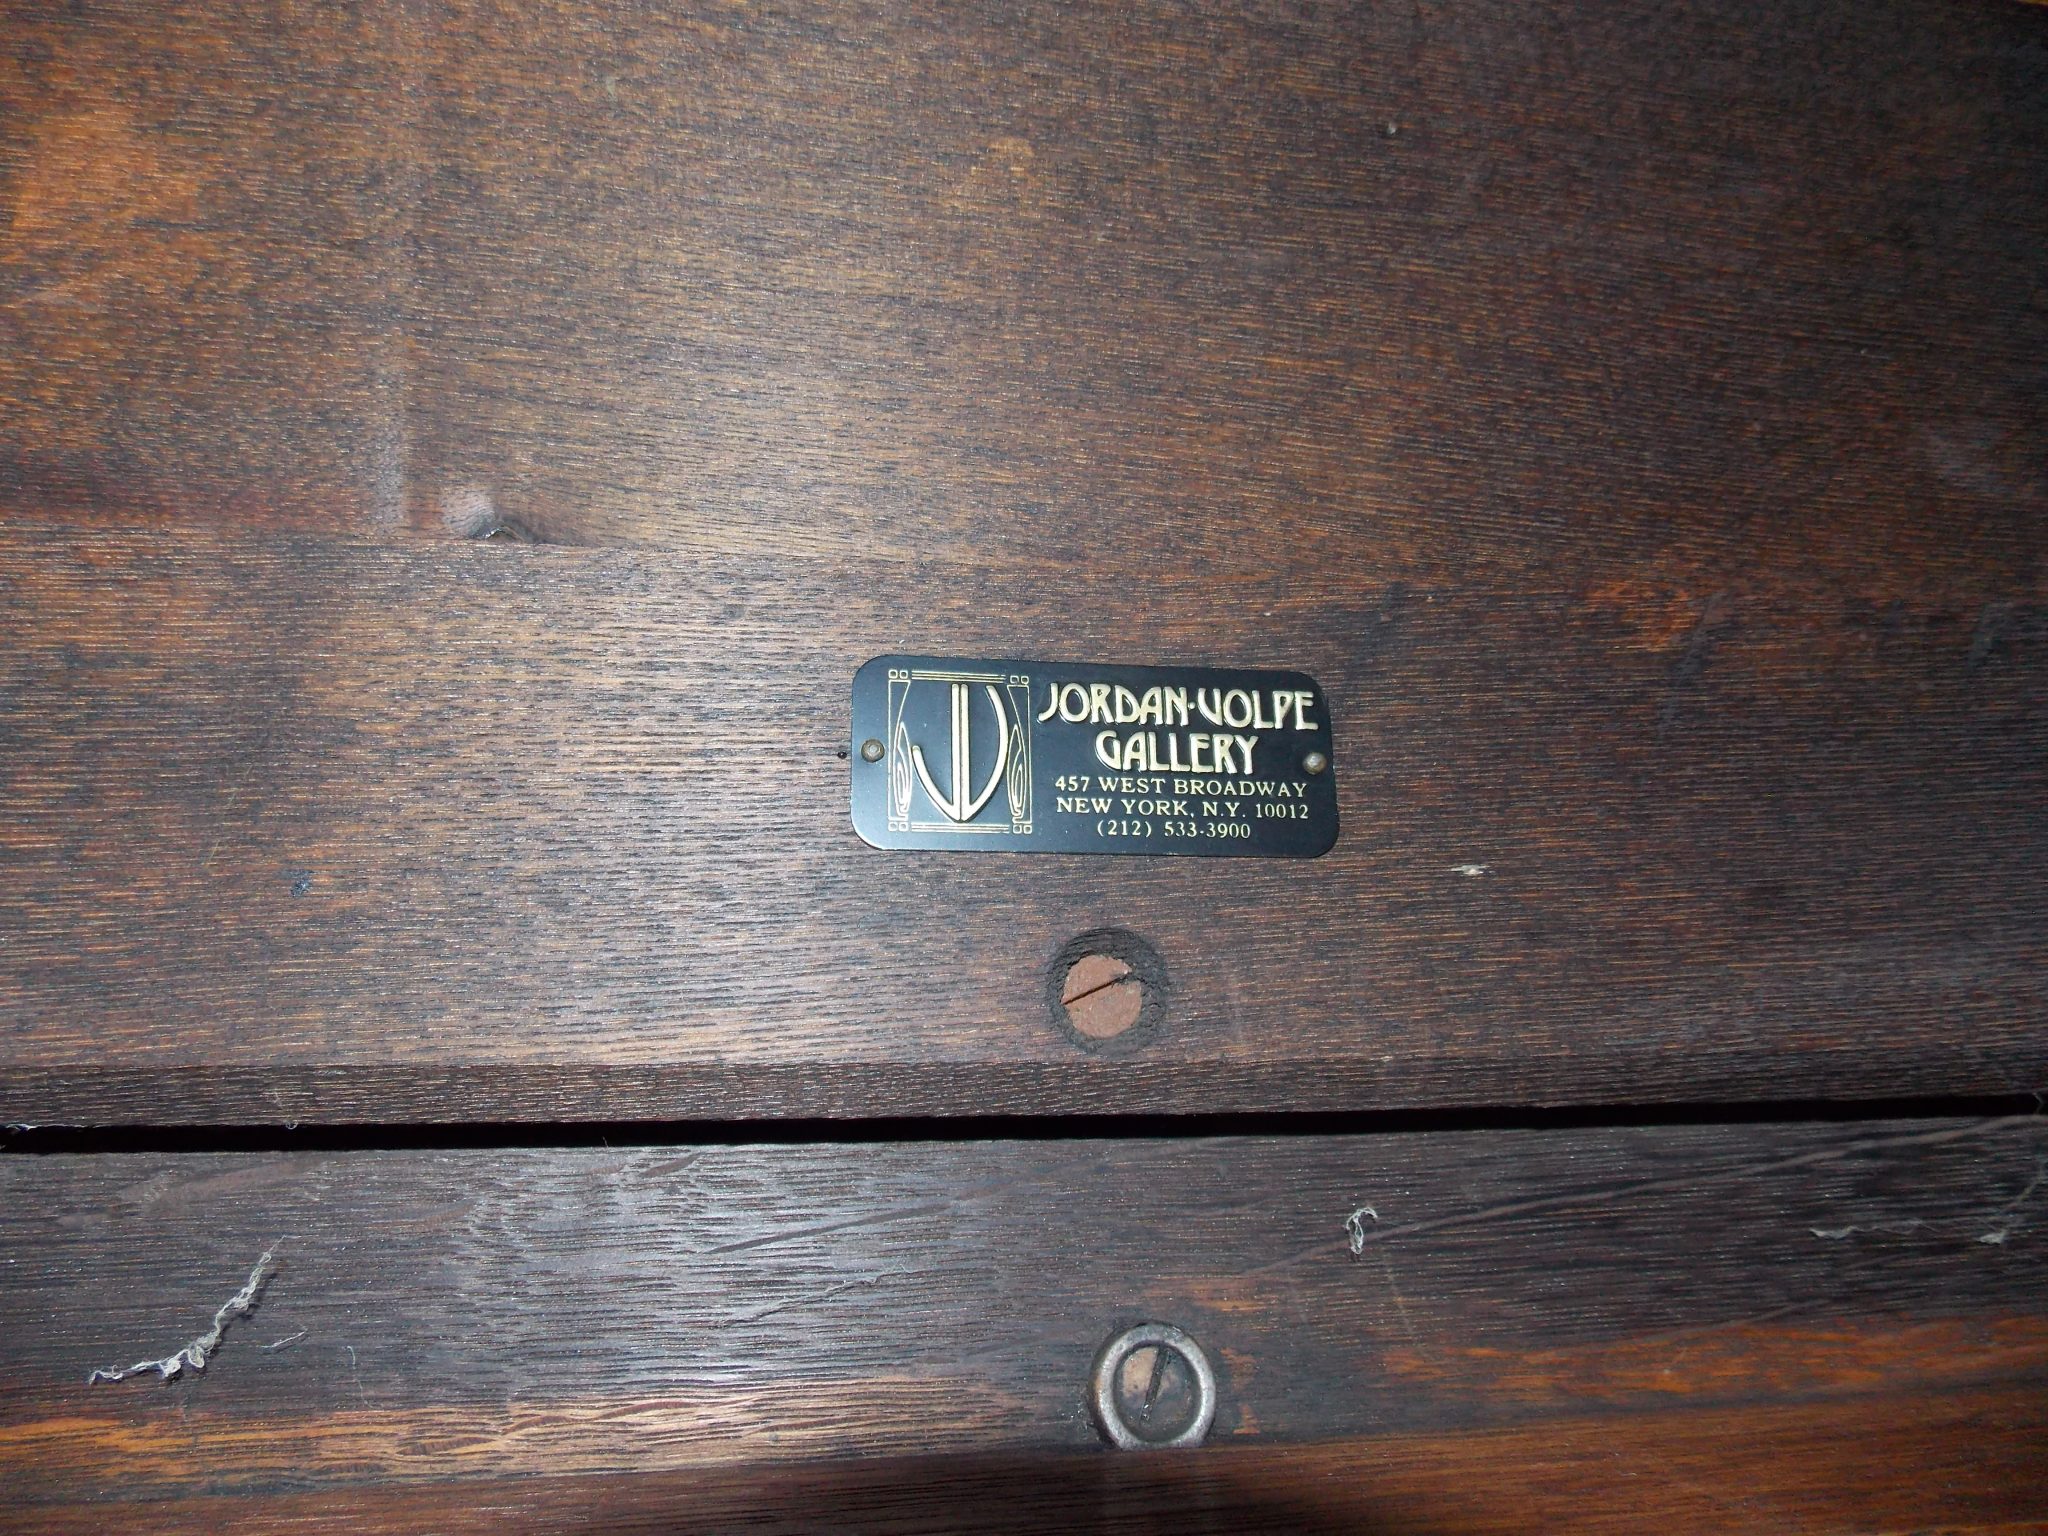 JV
JORDAN-VOLPE
GALLERY
457 WEST BROADWAY
NEW YORK, N.Y. 10012
(212) 533-3900